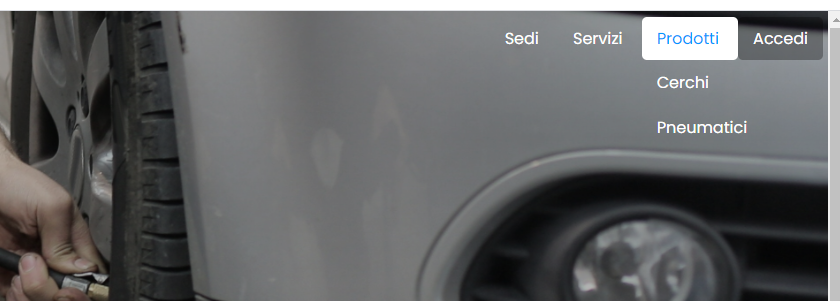 Sedi Servizi Prodotti Accedi
Cerchi
Pneumatici